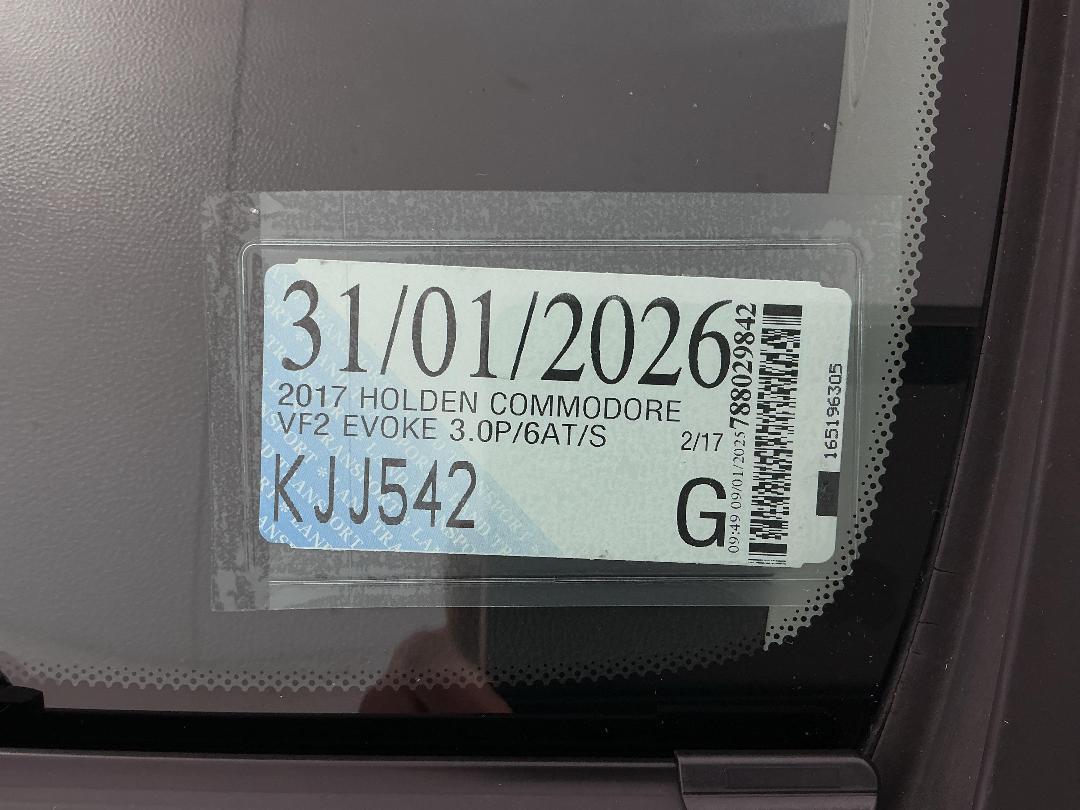 31/01/2026
2017 HOLDEN COMMODORE
VF2 EVOKE 3.0P/6AT/S 2/17
KJJ542
G
09:49 09/01/2025 788029842
165196305